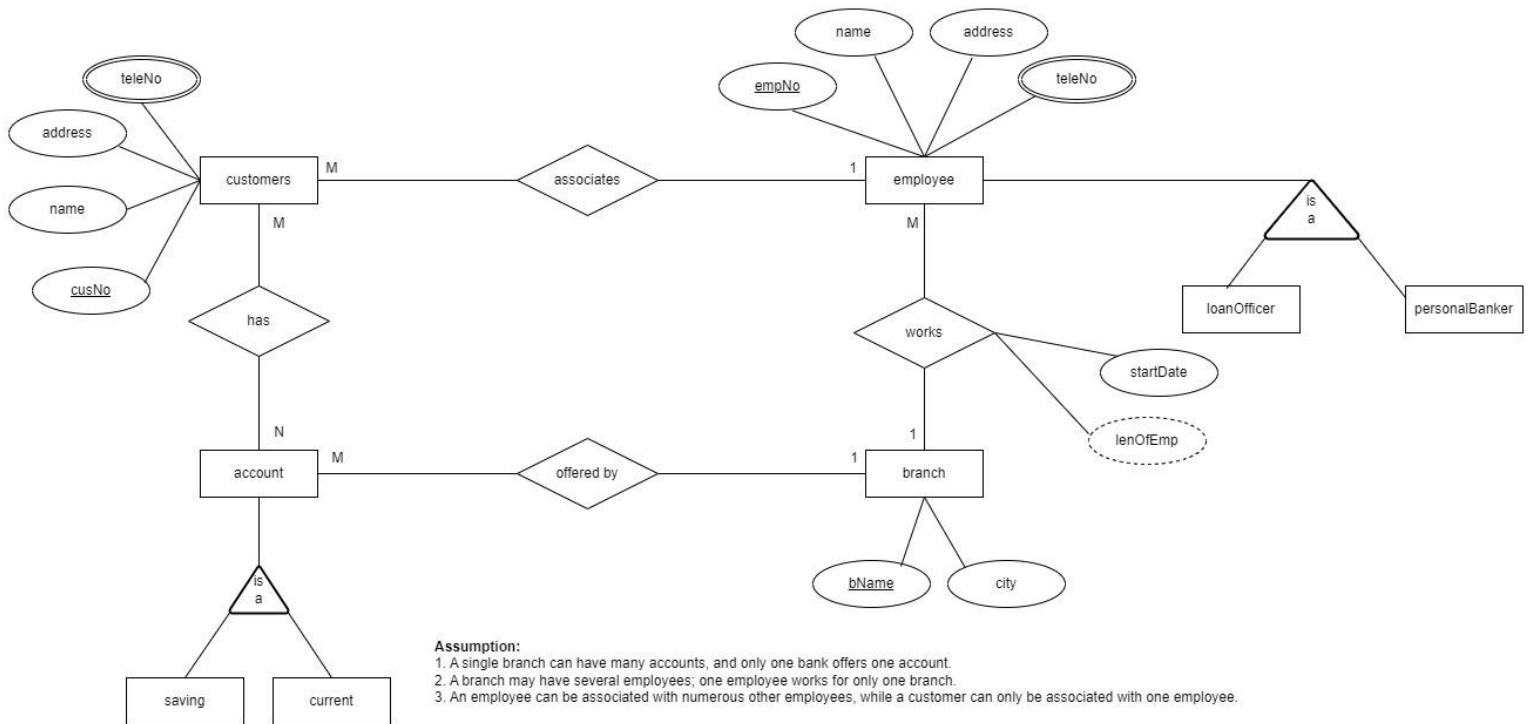 name
address
teleNo
empNo
teleNo
address
customers
M
associates
1
employee
is
a
name
M
M
cusNo
has
loanOfficer
personalBanker
works
startDate
N
1
lenOfEmp
account
M
offered by
1
branch
is
a
bName
city
saving
current
Assumption:
1. A single branch can have many accounts, and only one bank offers one account.
2. A branch may have several employees; one employee works for only one branch.
3. An employee can be associated with numerous other employees, while a customer can only be associated with one employee.